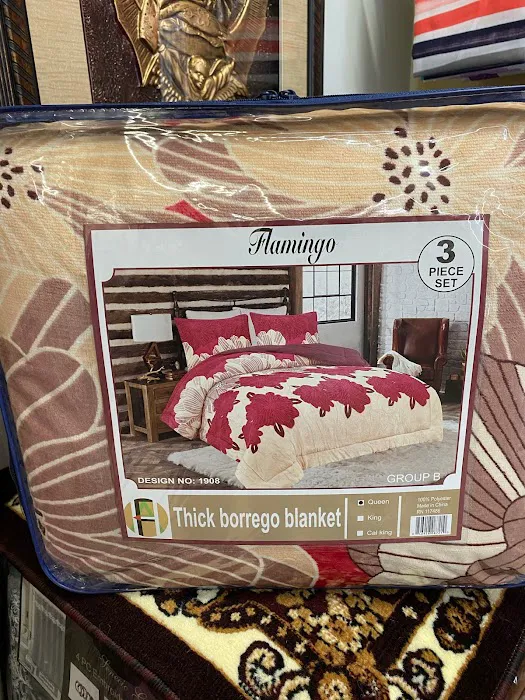 Flamingo
3
PIECE
SET
DESIGN NO: 1908
GROUP B
Thick borrego blanket
Queen
King
Cal king
100% Polyester
Made in China